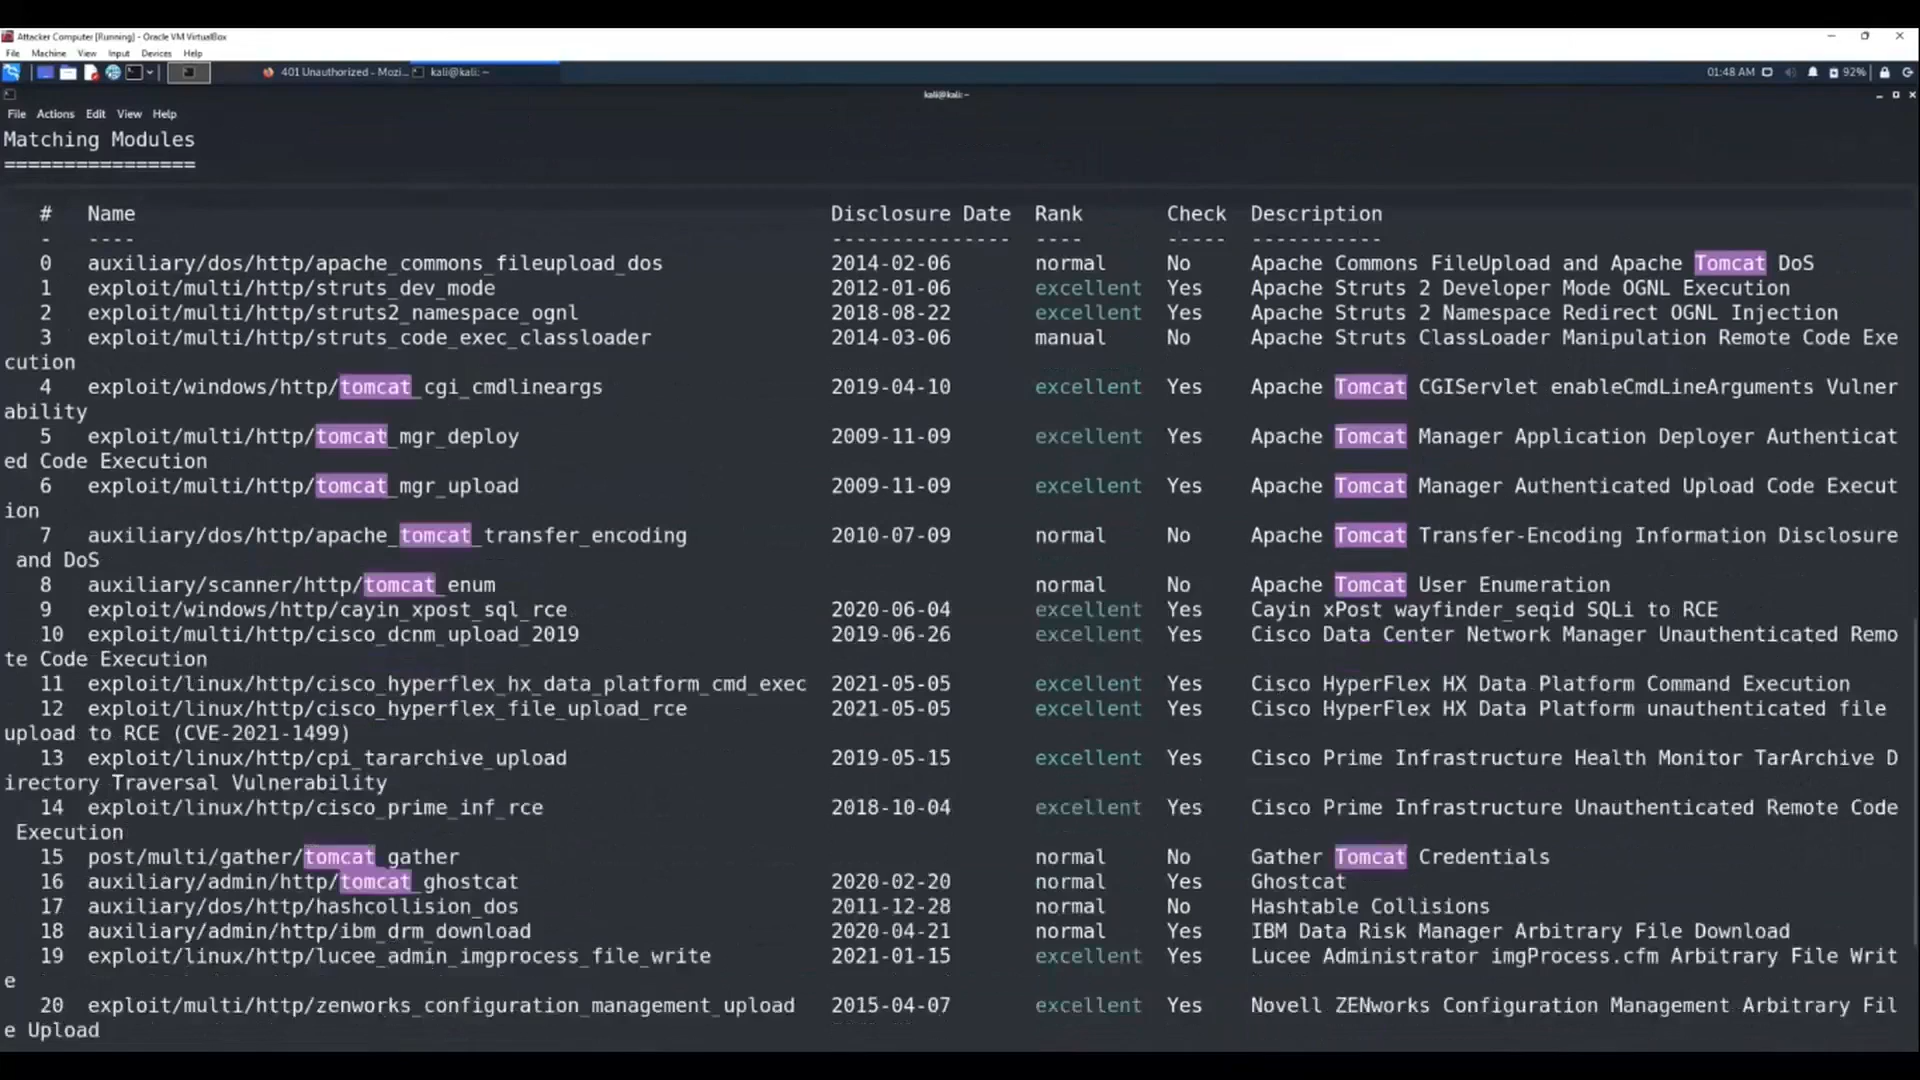 Attacker Computer [Running] - Oracle VM VirtualBox
File Machine View Input Devices Help
401 Unauthorized - Mozi... kali@kali: ~ 01:48 AM 92%
kali@kali: ~
File Actions Edit View Help
Matching Modules
================
# Name Disclosure Date Rank Check Description
- ---- --------------- ---- ----- -----------
0 auxiliary/dos/http/apache_commons_fileupload_dos 2014-02-06 normal No Apache Commons FileUpload and Apache Tomcat DoS
1 exploit/multi/http/struts_dev_mode 2012-01-06 excellent Yes Apache Struts 2 Developer Mode OGNL Execution
2 exploit/multi/http/struts2_namespace_ognl 2018-08-22 excellent Yes Apache Struts 2 Namespace Redirect OGNL Injection
3 exploit/multi/http/struts_code_exec_classloader 2014-03-06 manual No Apache Struts ClassLoader Manipulation Remote Code Exe
cution
4 exploit/windows/http/tomcat_cgi_cmdlineargs 2019-04-10 excellent Yes Apache Tomcat CGIServlet enableCmdLineArguments Vulner
ability
5 exploit/multi/http/tomcat_mgr_deploy 2009-11-09 excellent Yes Apache Tomcat Manager Application Deployer Authenticat
ed Code Execution
6 exploit/multi/http/tomcat_mgr_upload 2009-11-09 excellent Yes Apache Tomcat Manager Authenticated Upload Code Execut
ion
7 auxiliary/dos/http/apache_tomcat_transfer_encoding 2010-07-09 normal No Apache Tomcat Transfer-Encoding Information Disclosure
and DoS
8 auxiliary/scanner/http/tomcat_enum normal No Apache Tomcat User Enumeration
9 exploit/windows/http/cayin_xpost_sql_rce 2020-06-04 excellent Yes Cayin xPost wayfinder_seqid SQLi to RCE
10 exploit/multi/http/cisco_dcnm_upload_2019 2019-06-26 excellent Yes Cisco Data Center Network Manager Unauthenticated Remo
te Code Execution
11 exploit/linux/http/cisco_hyperflex_hx_data_platform_cmd_exec 2021-05-05 excellent Yes Cisco HyperFlex HX Data Platform Command Execution
12 exploit/linux/http/cisco_hyperflex_file_upload_rce 2021-05-05 excellent Yes Cisco HyperFlex HX Data Platform unauthenticated file
upload to RCE (CVE-2021-1499)
13 exploit/linux/http/cpi_tararchive_upload 2019-05-15 excellent Yes Cisco Prime Infrastructure Health Monitor TarArchive D
irectory Traversal Vulnerability
14 exploit/linux/http/cisco_prime_inf_rce 2018-10-04 excellent Yes Cisco Prime Infrastructure Unauthenticated Remote Code
Execution
15 post/multi/gather/tomcat_gather normal No Gather Tomcat Credentials
16 auxiliary/admin/http/tomcat_ghostcat 2020-02-20 normal Yes Ghostcat
17 auxiliary/dos/http/hashcollision_dos 2011-12-28 normal No Hashtable Collisions
18 auxiliary/admin/http/ibm_drm_download 2020-04-21 normal Yes IBM Data Risk Manager Arbitrary File Download
19 exploit/linux/http/lucee_admin_imgprocess_file_write 2021-01-15 excellent Yes Lucee Administrator imgProcess.cfm Arbitrary File Writ
e
20 exploit/multi/http/zenworks_configuration_management_upload 2015-04-07 excellent Yes Novell ZENworks Configuration Management Arbitrary Fil
e Upload